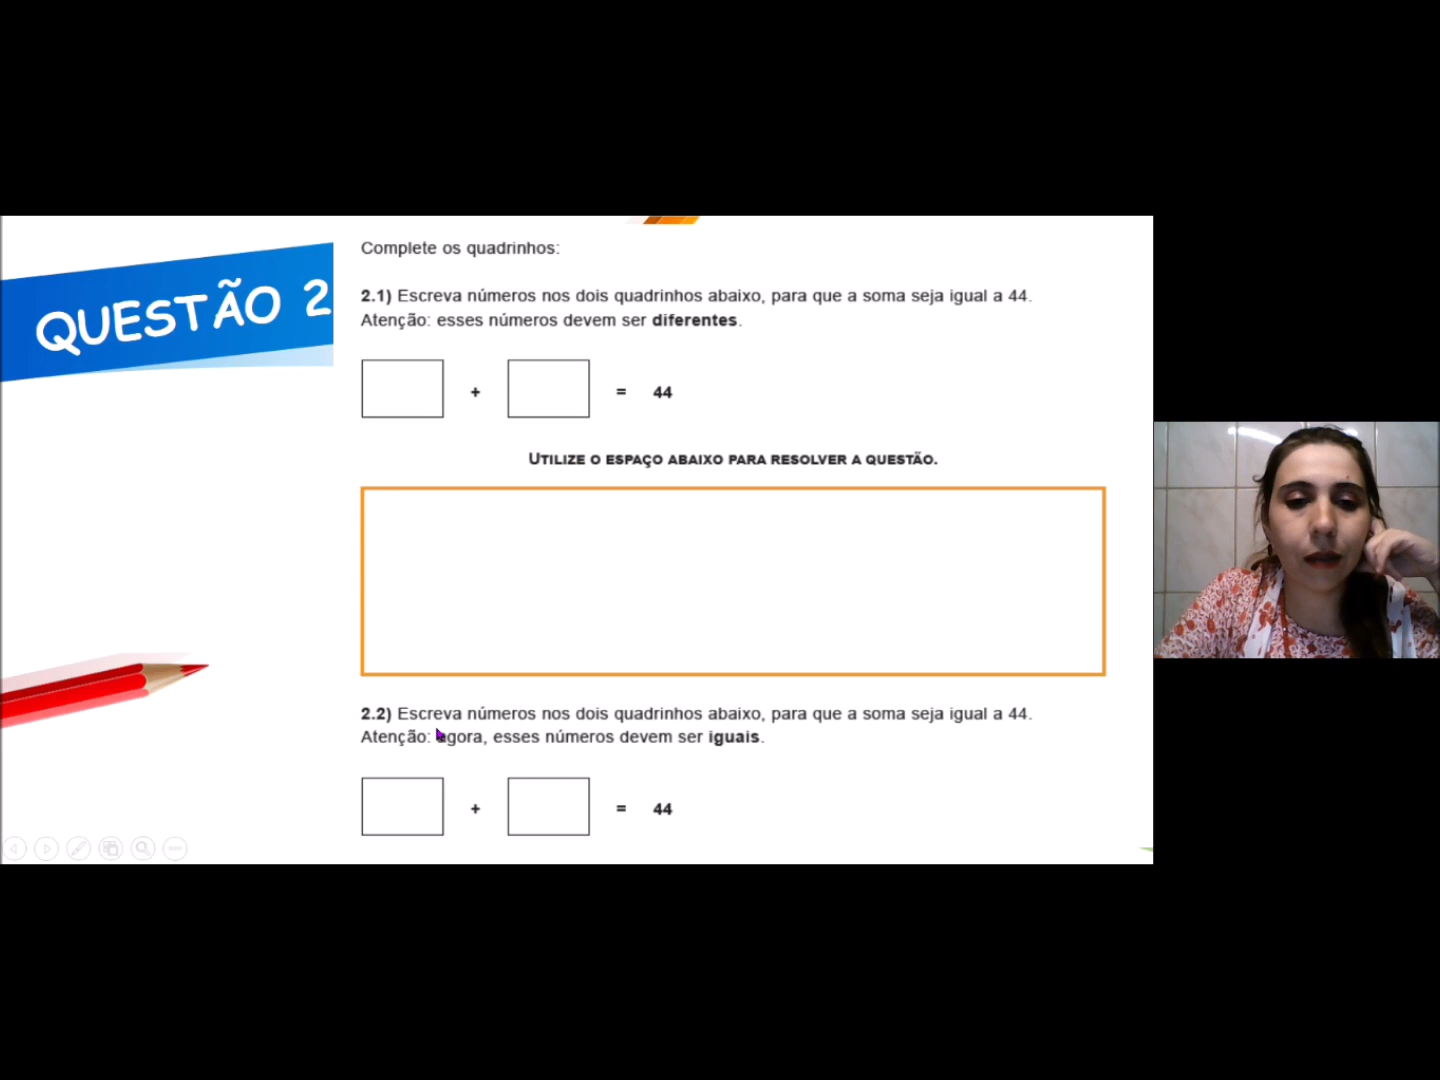 QUESTÃO 2
Complete os quadrinhos:
2.1) Escreva números nos dois quadrinhos abaixo, para que a soma seja igual a 44.
Atenção: esses números devem ser diferentes.
+ = 44
UTILIZE O ESPAÇO ABAIXO PARA RESOLVER A QUESTÃO.
2.2) Escreva números nos dois quadrinhos abaixo, para que a soma seja igual a 44.
Atenção: agora, esses números devem ser iguais.
+ = 44